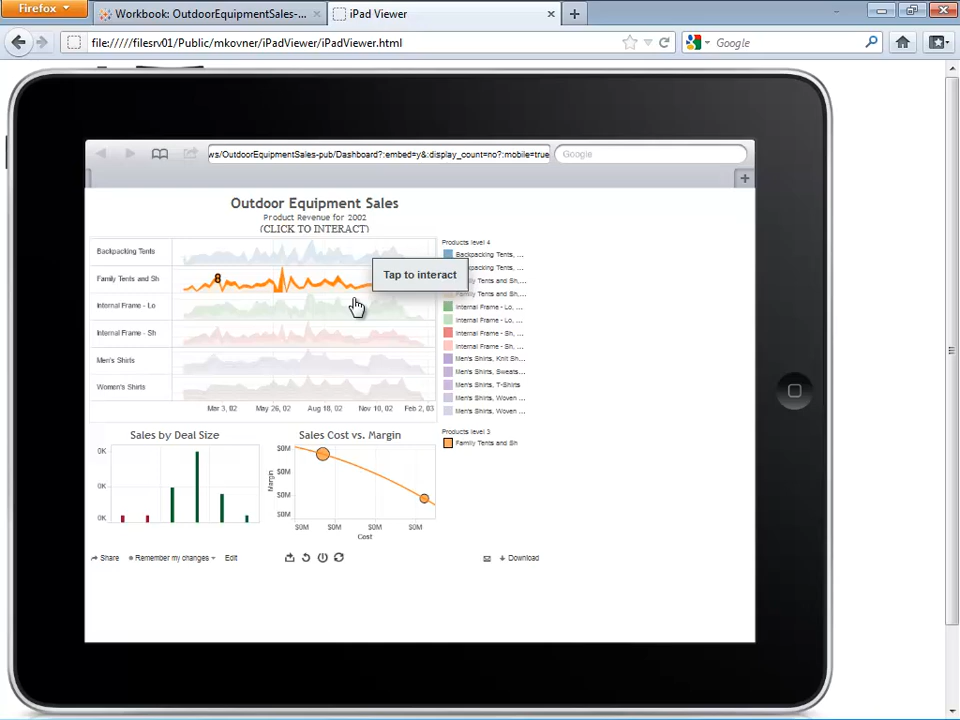 Firefox
Workbook: OutdoorEquipmentSales-...
iPad Viewer
file://///filesrv01/Public/mkovner/iPadViewer/iPadViewer.html
Google
ws/OutdoorEquipmentSales-pub/Dashboard?:embed=y&:display_count=no?:mobile=true
Google
Outdoor Equipment Sales
Product Revenue for 2002
(CLICK TO INTERACT)
Products level 4
Backpacking Tents
Backpacking Tents, ...
Tap to interact
Backpacking Tents, ...
Family Tents and Sh
8
Family Tents and Sh,...
Family Tents and Sh,...
Internal Frame - Lo
Internal Frame - Lo, ...
Internal Frame - Lo, ...
Internal Frame - Sh
Internal Frame - Sh, ...
Internal Frame - Sh, ...
Men's Shirts
Men's Shirts, Knit Sh...
Men's Shirts, Sweats...
Women's Shirts
Men's Shirts, T-Shirts
Men's Shirts, Woven ...
Men's Shirts, Woven ...
Mar 3, 02 May 26, 02 Aug 18, 02 Nov 10, 02 Feb 2, 03
Products level 3
Family Tents and Sh
Sales by Deal Size
0K
0K
0K
Sales Cost vs. Margin
Margin
$0M
$0M
$0M
$0M
$0M $0M $0M $0M
Cost
Share Remember my changes Edit Download